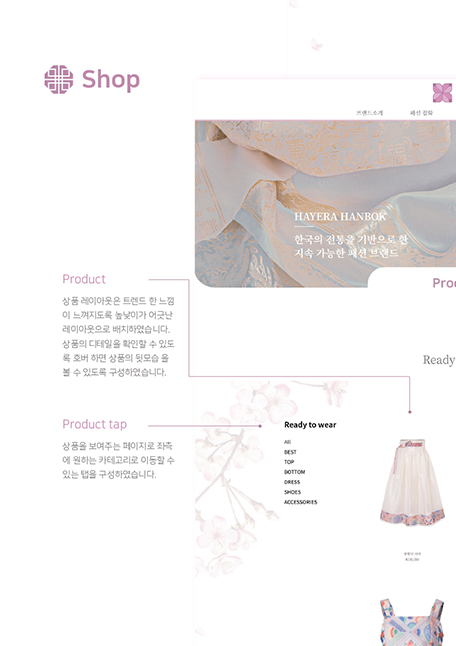 Shop
브랜드소개
패션 잡화
HAYERA HANBOK
한국의 전통을 기반으로 한
지속 가능한 패션 브랜드
Product
Proc
상품 레이아웃은 트렌드 한 느낌
이 느껴지도록 높낮이가 어긋난
레이아웃으로 배치하였습니다.
상품의 디테일을 확인할 수 있도
록 호버 하면 상품의 뒷모습 을
볼 수 있도록 구성하였습니다.
Ready
Product tap
상품을 보여주는 페이지로 좌측
에 원하는 카테고리로 이동할 수
있는 탭을 구성하였습니다.
Ready to wear
All
BEST
TOP
BOTTOM
DRESS
SHOES
ACCESSORIES